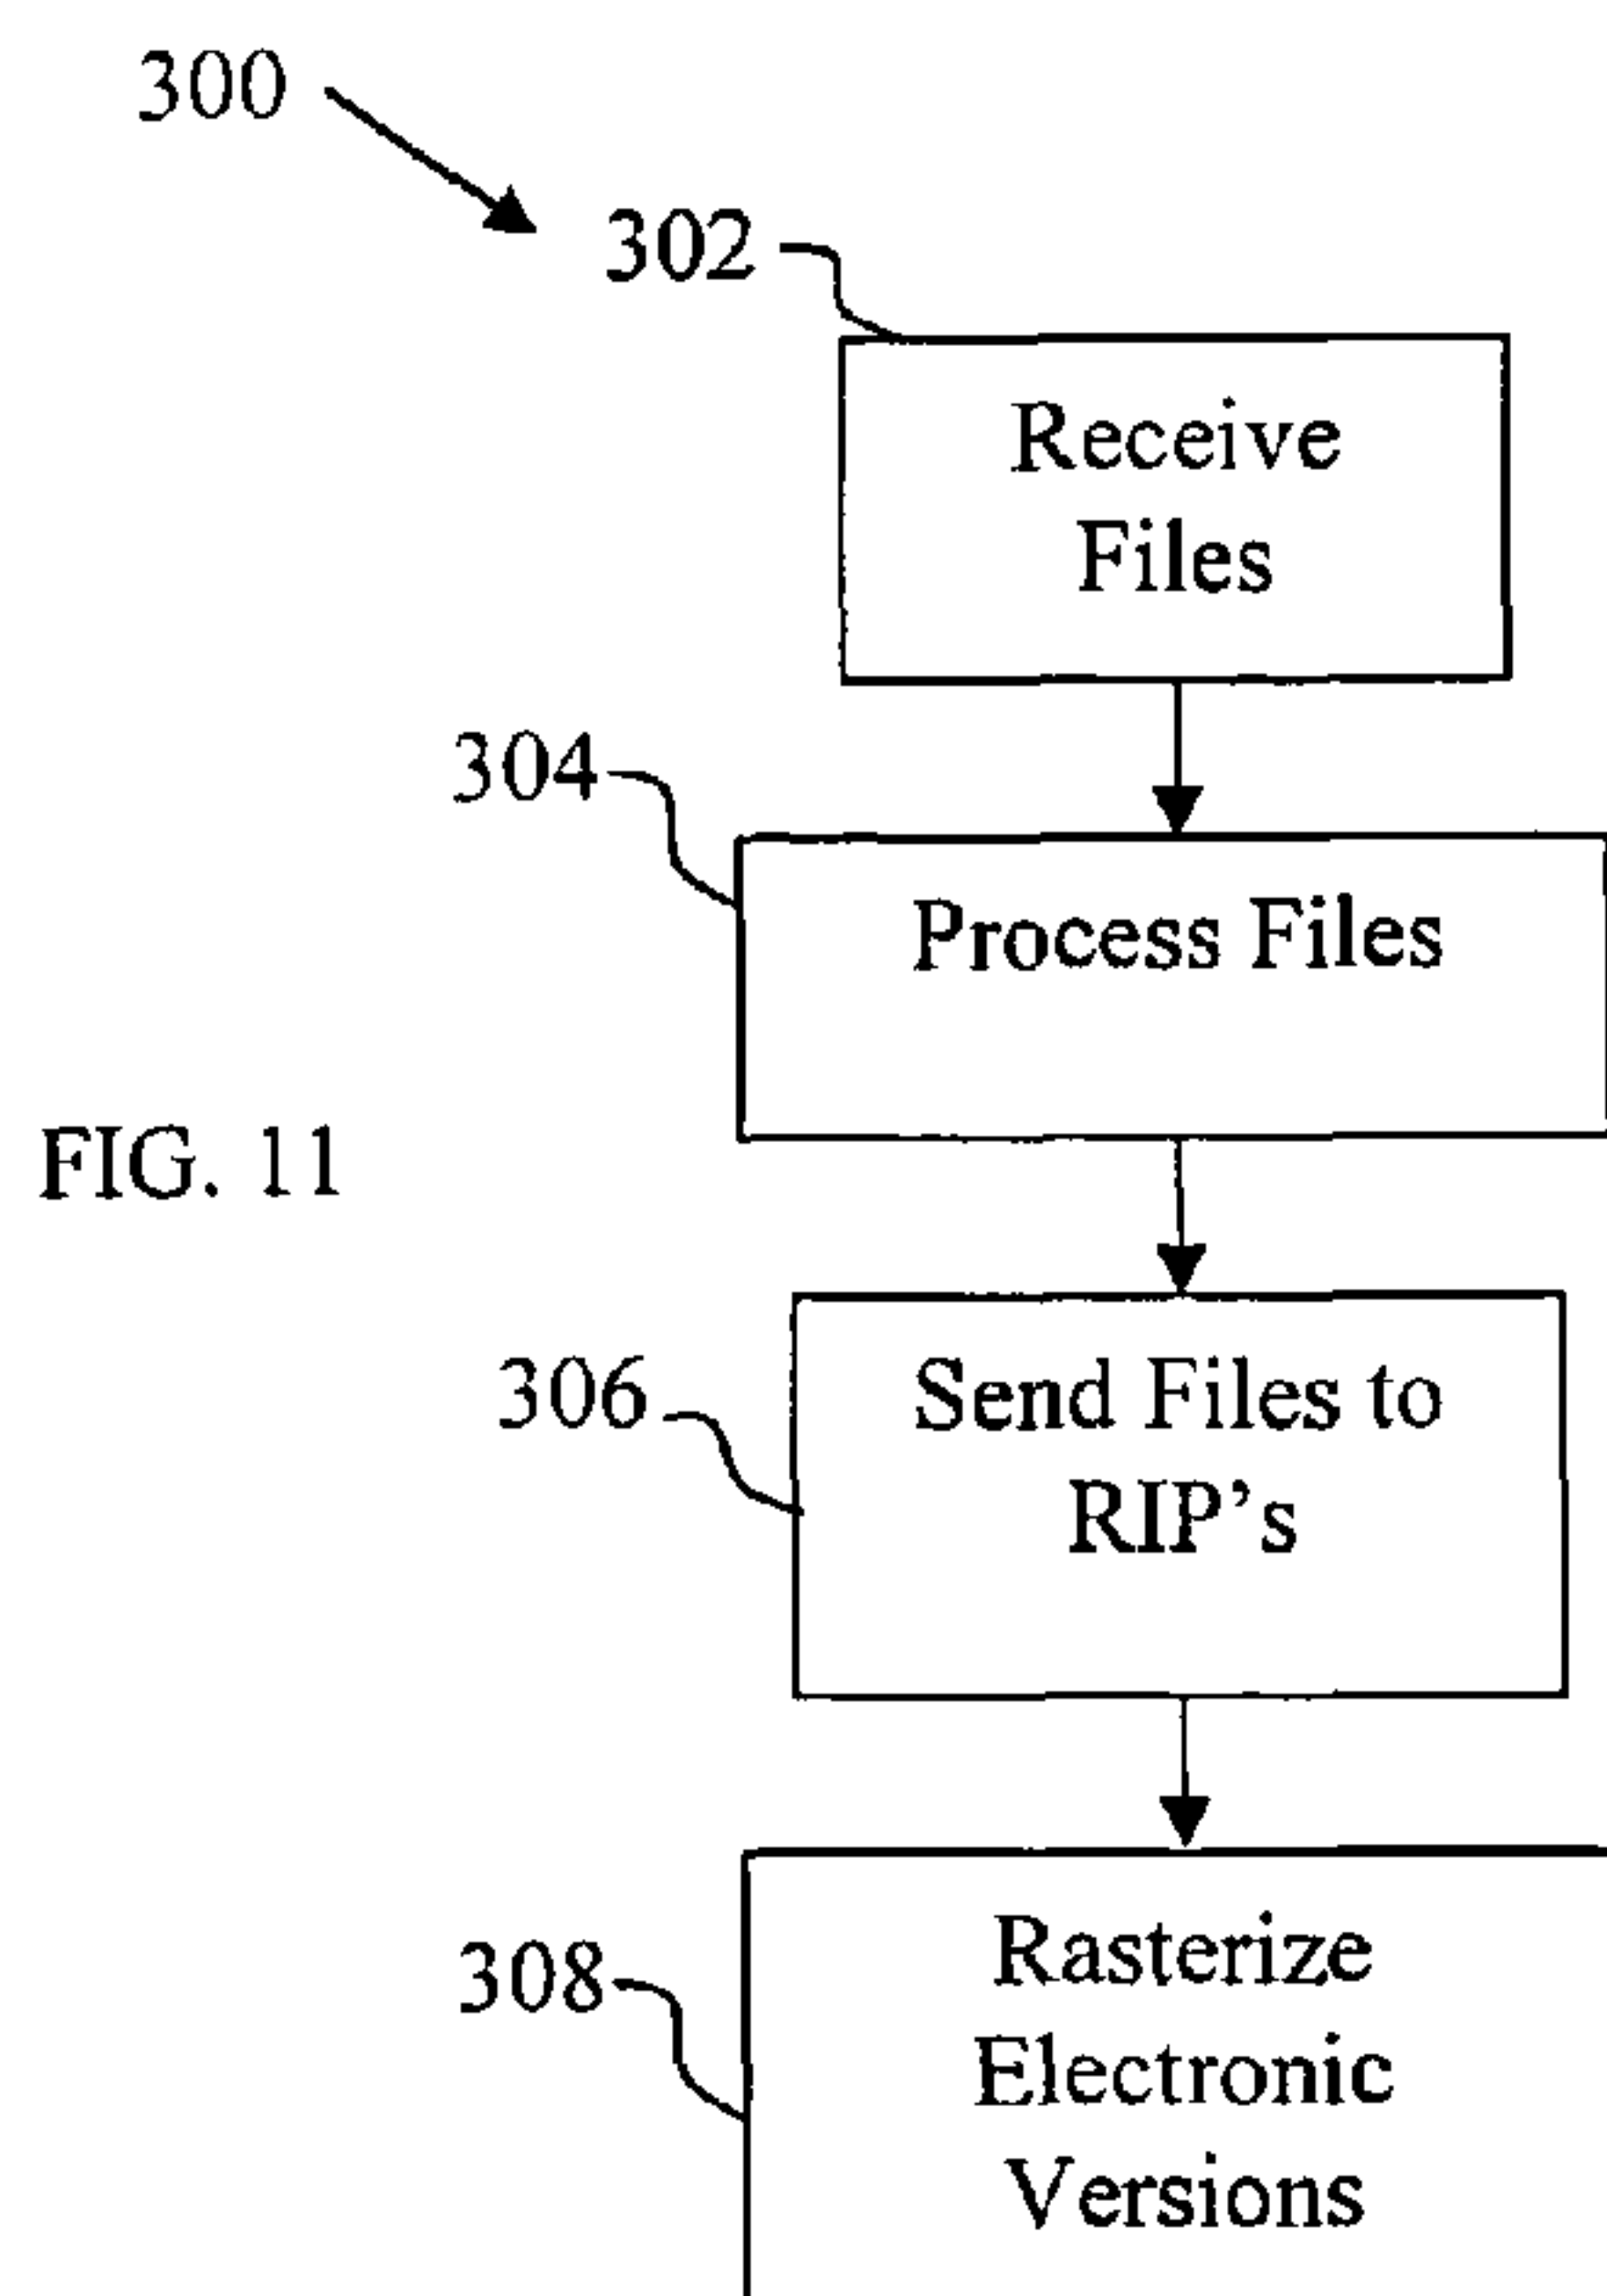 300
302
Receive
Files
304
Process Files
FIG. 11
306
Send Files to
RIP's
308
Rasterize
Electronic
Versions